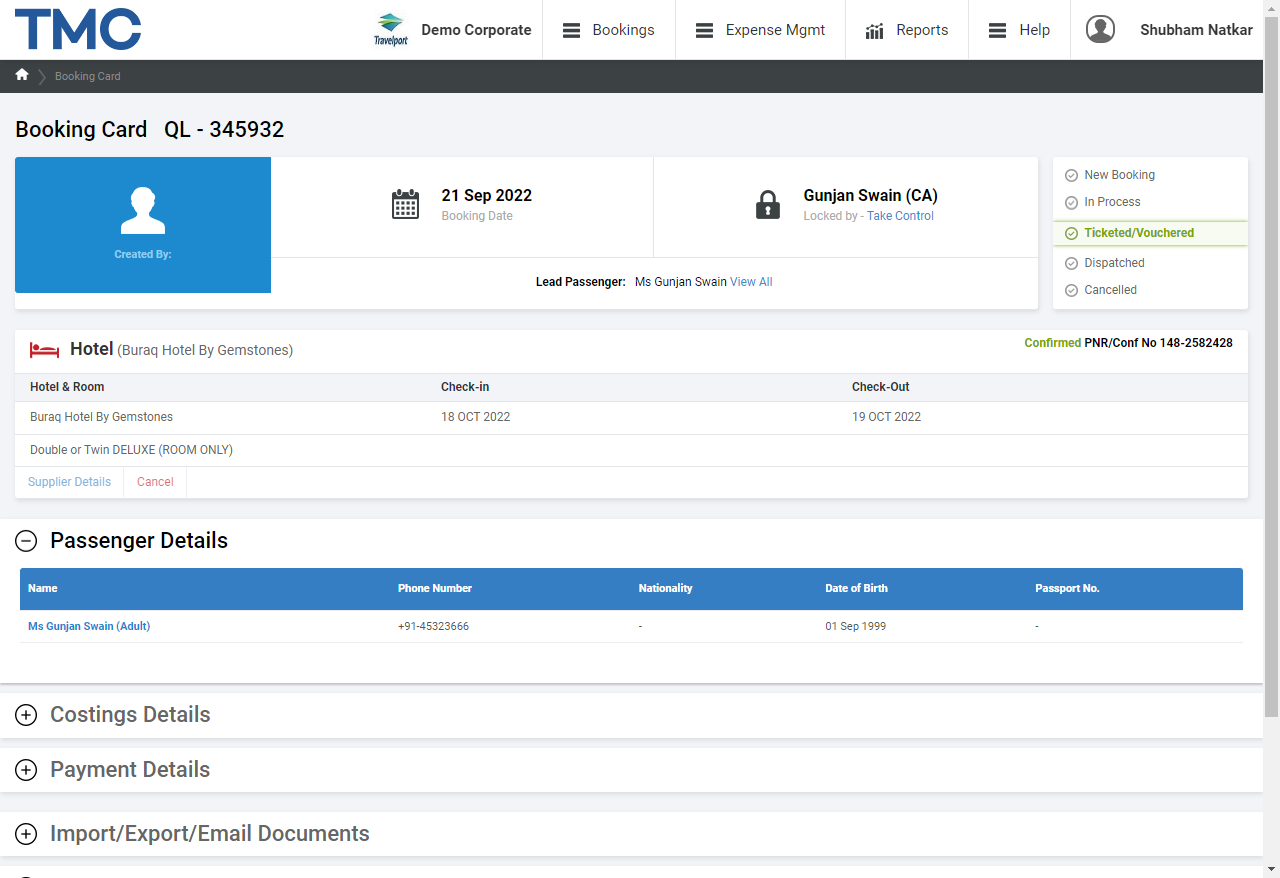 TMC
Travelport
Demo Corporate
Bookings
Expense Mgmt
Reports
Help
Shubham Natkar
Booking Card
Booking Card QL - 345932
Created By:
21 Sep 2022
Booking Date
Gunjan Swain (CA)
Locked by - Take Control
Lead Passenger: Ms Gunjan Swain View All
New Booking
In Process
Ticketed/Vouchered
Dispatched
Cancelled
Hotel (Buraq Hotel By Gemstones)
Confirmed PNR/Conf No 148-2582428
Hotel & Room Check-in Check-Out
Buraq Hotel By Gemstones 18 OCT 2022 19 OCT 2022
Double or Twin DELUXE (ROOM ONLY)
Supplier Details Cancel
Passenger Details
Name Phone Number Nationality Date of Birth Passport No.
Ms Gunjan Swain (Adult) +91-45323666 - 01 Sep 1999 -
Costings Details
Payment Details
Import/Export/Email Documents